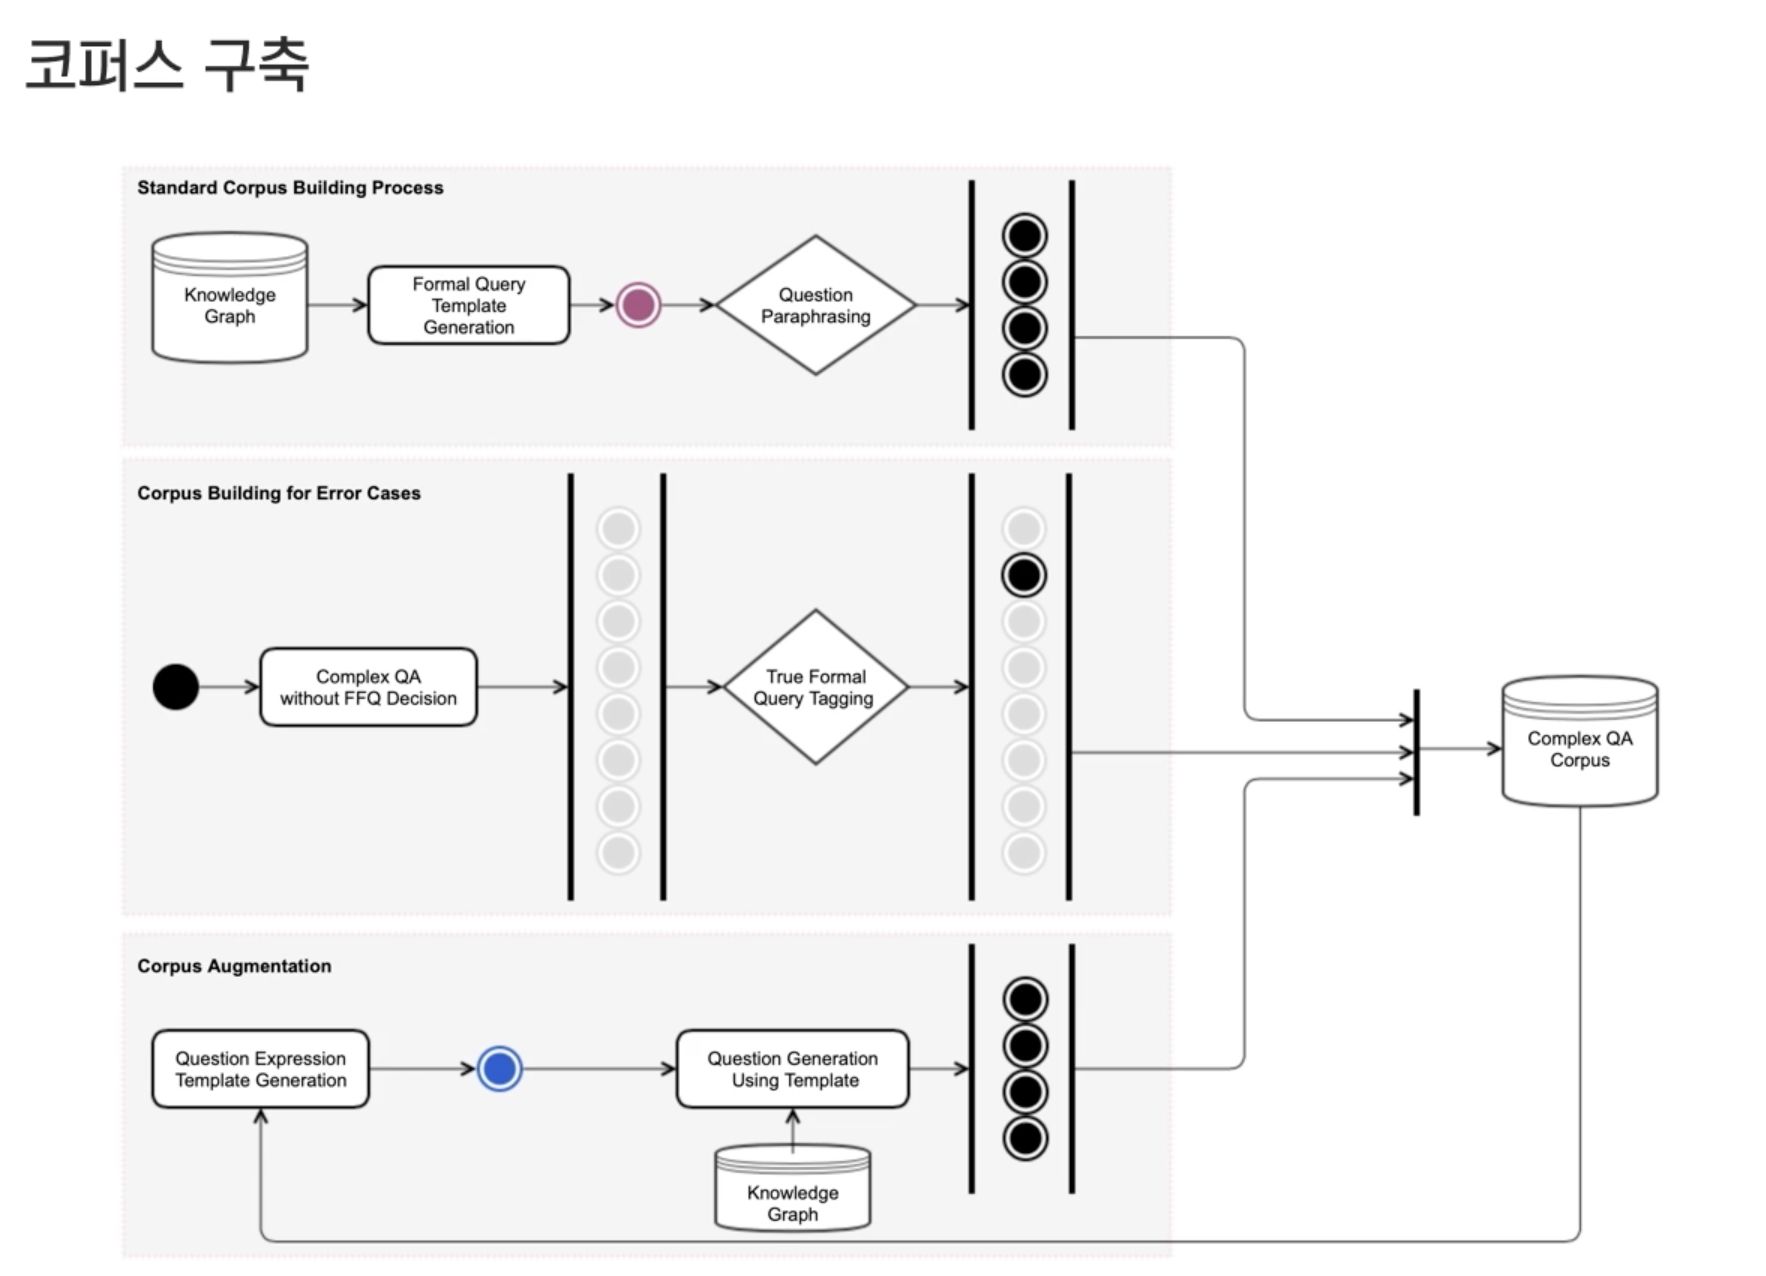 코퍼스 구축
Standard Corpus Building Process
Knowledge
Graph
Formal Query
Template
Generation
Question
Paraphrasing
Corpus Building for Error Cases
Complex QA
without FFQ Decision
True Formal
Query Tagging
Complex QA
Corpus
Corpus Augmentation
Question Expression
Template Generation
Question Generation
Using Template
Knowledge
Graph